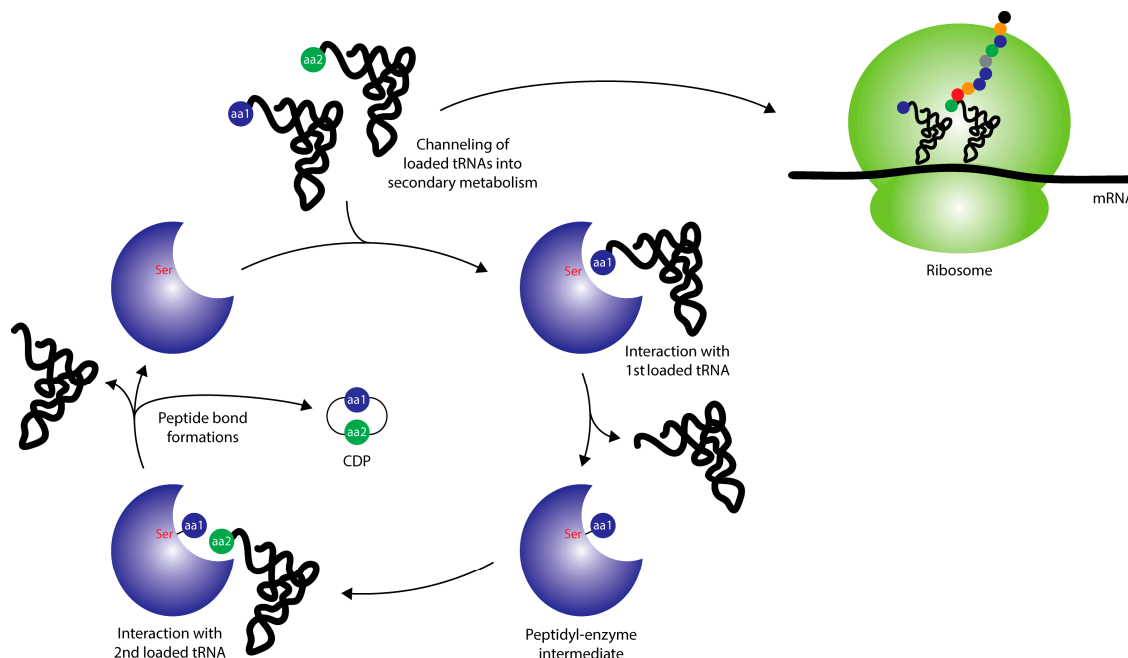 aa2
aa1
Channeling of
loaded tRNAs into
secondary metabolism
mRNA
Ribosome
Ser
Ser
aa1
Interaction with
1st loaded tRNA
Peptide bond
formations
aa1
aa2
CDP
Ser
aa1
aa2
Interaction with
2nd loaded tRNA
Ser
aa1
Peptidyl-enzyme
intermediate